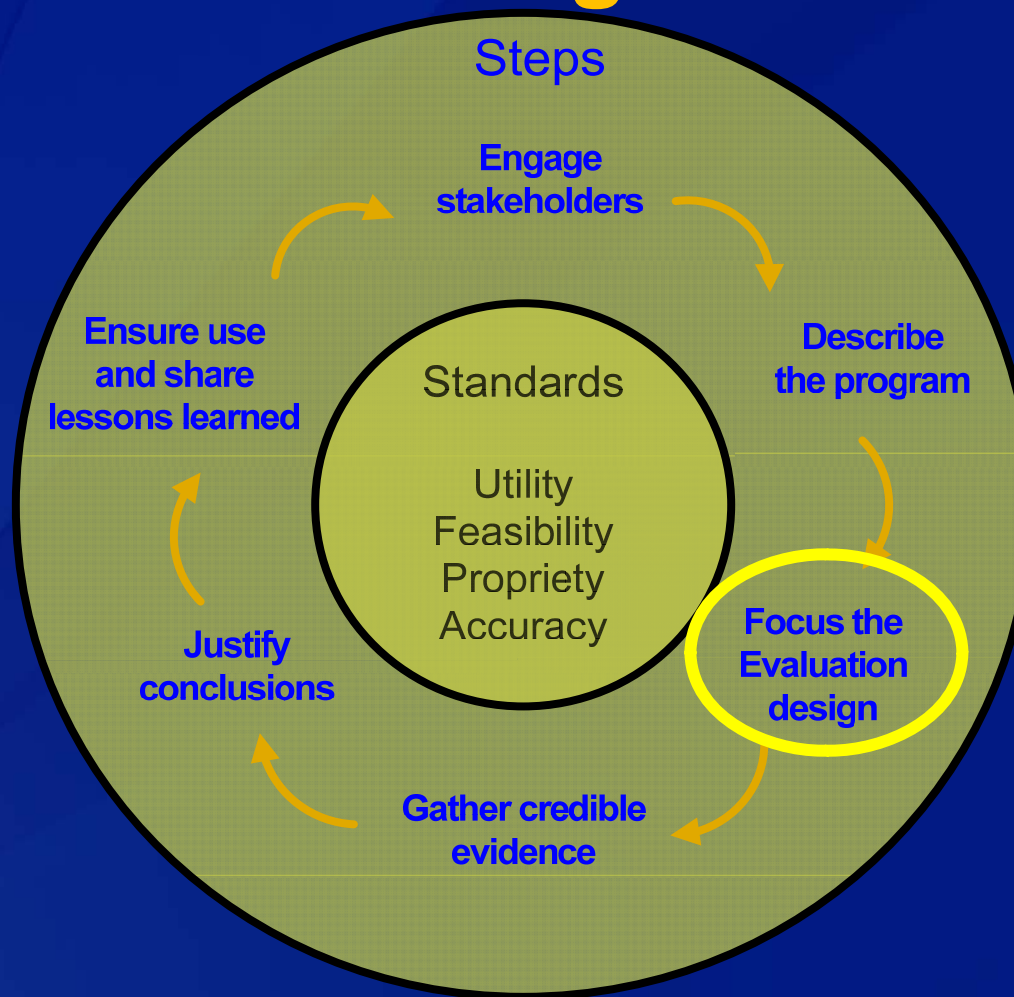 Steps
Engage
stakeholders
Describe
the program
Focus the
Evaluation
design
Gather credible
evidence
Justify
conclusions
Ensure use
and share
lessons learned
Standards
Utility
Feasibility
Propriety
Accuracy